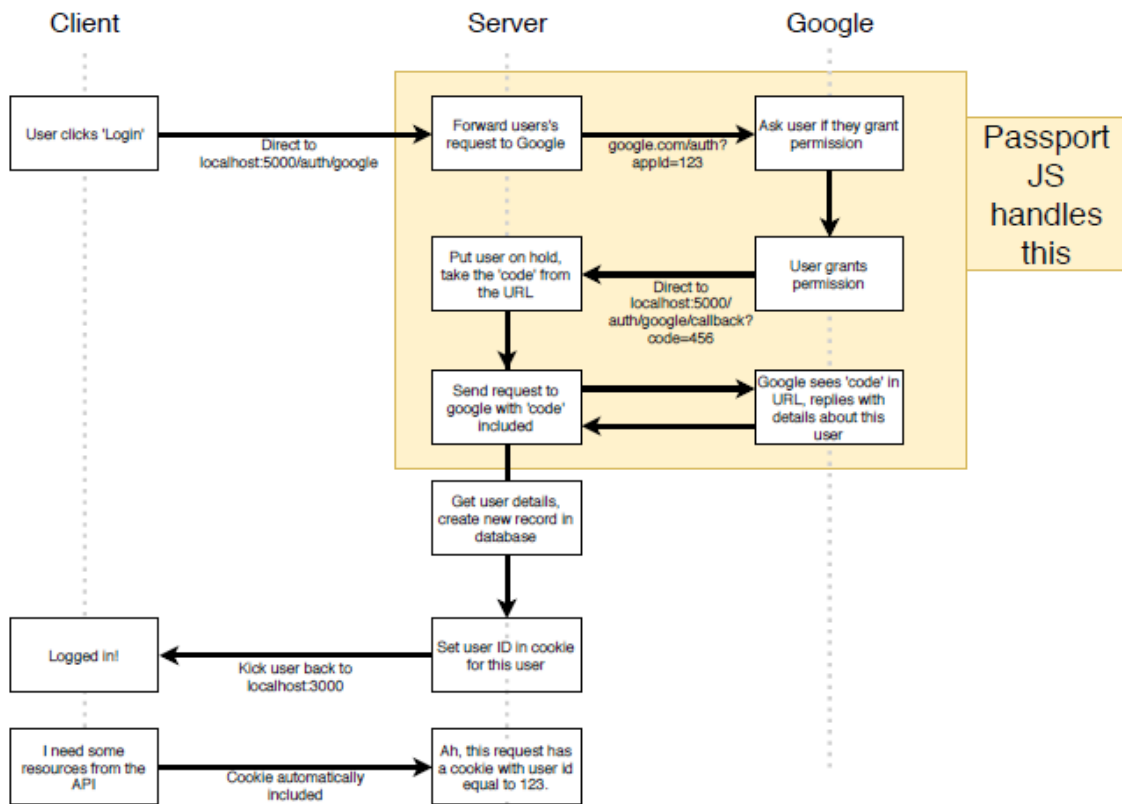 Client
Server
Google
User clicks 'Login'
Direct to
localhost:5000/auth/google
Forward users's
request to Google
google.com/auth?
appId=123
Ask user if they grant
permission
Passport
JS
handles
this
Put user on hold,
take the 'code' from
the URL
Direct to
localhost:5000/
auth/google/callback?
code=456
User grants
permission
Send request to
google with 'code'
included
Google sees 'code' in
URL, replies with
details about this
user
Get user details,
create new record in
database
Logged in!
Kick user back to
localhost:3000
Set user ID in cookie
for this user
I need some
resources from the
API
Cookie automatically
included
Ah, this request has
a cookie with user id
equal to 123.